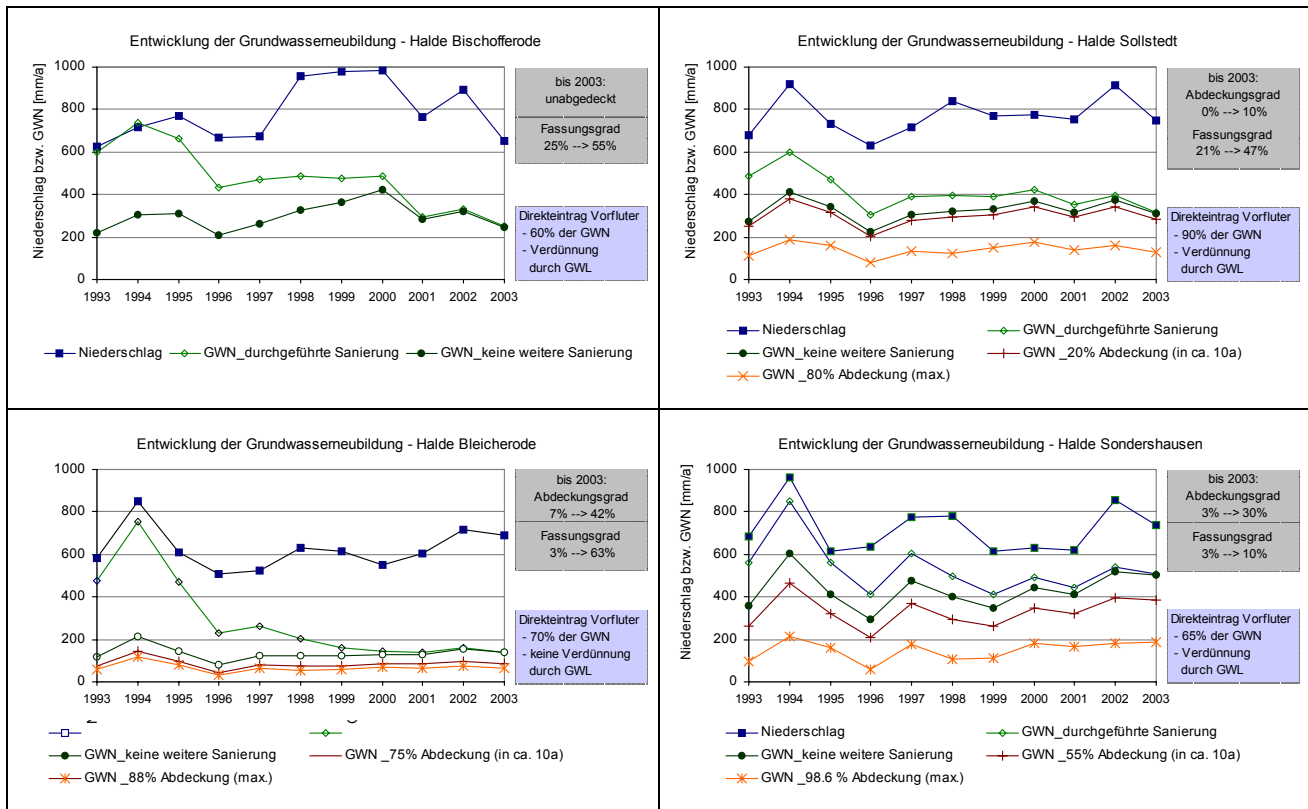 Entwicklung der Grundwasserneubildung - Halde Bischofferode
Niederschlag bzw. GWN [mm/a]
1000
800
600
400
200
0
1993 1994 1995 1996 1997 1998 1999 2000 2001 2002 2003
bis 2003:
unabgedeckt
Fassungsgrad
25% --> 55%
Direkteintrag Vorfluter
- 60% der GWN
- Verdünnung
durch GWL
Niederschlag GWN_durchgeführte Sanierung GWN_keine weitere Sanierung
Entwicklung der Grundwasserneubildung - Halde Sollstedt
1000
800
600
400
200
0
1993 1994 1995 1996 1997 1998 1999 2000 2001 2002 2003
bis 2003:
Abdeckungsgrad
0% --> 10%
Fassungsgrad
21% --> 47%
Direkteintrag Vorfluter
- 90% der GWN
- Verdünnung
durch GWL
Niederschlag GWN_durchgeführte Sanierung
GWN_keine weitere Sanierung GWN _20% Abdeckung (in ca. 10a)
GWN _80% Abdeckung (max.)
Entwicklung der Grundwasserneubildung - Halde Bleicherode
1000
800
600
400
200
0
1993 1994 1995 1996 1997 1998 1999 2000 2001 2002 2003
bis 2003:
Abdeckungsgrad
7% --> 42%
Fassungsgrad
3% --> 63%
Direkteintrag Vorfluter
- 70% der GWN
- keine Verdünnung
durch GWL
GWN_keine weitere Sanierung GWN _75% Abdeckung (in ca. 10a)
GWN _88% Abdeckung (max.)
Entwicklung der Grundwasserneubildung - Halde Sondershausen
Niederschlag bzw. GWN [mm/a]
1000
800
600
400
200
0
1993 1994 1995 1996 1997 1998 1999 2000 2001 2002 2003
bis 2003:
Abdeckungsgrad
3% --> 30%
Fassungsgrad
3% --> 10%
Direkteintrag Vorfluter
- 65% der GWN
- Verdünnung
durch GWL
Niederschlag GWN_durchgeführte Sanierung
GWN_keine weitere Sanierung GWN _55% Abdeckung (in ca. 10a)
GWN _98.6 % Abdeckung (max.)